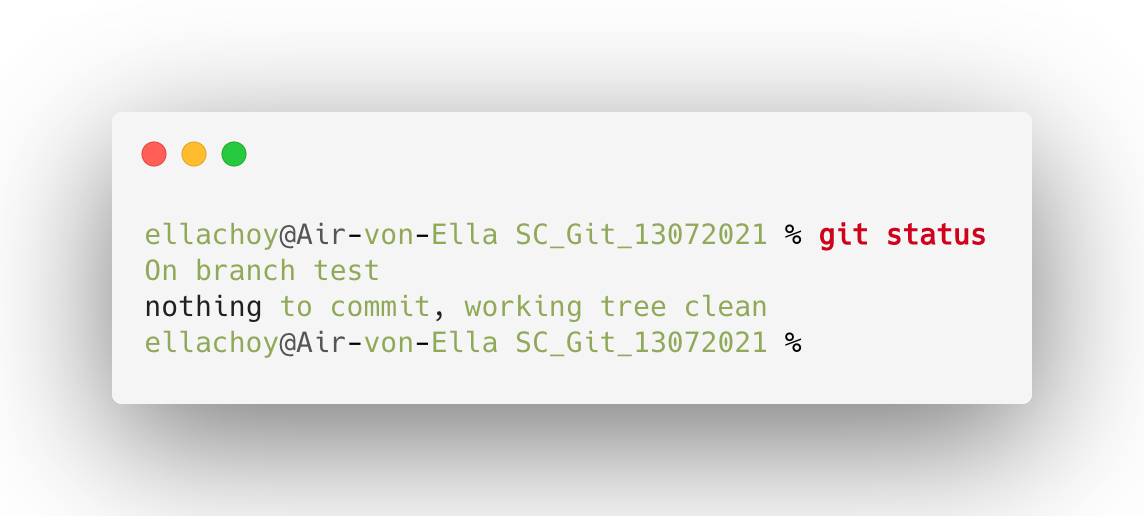 ellachoy@Air-von-Ella SC_Git_13072021 % git status
On branch test
nothing to commit, working tree clean
ellachoy@Air-von-Ella SC_Git_13072021 %